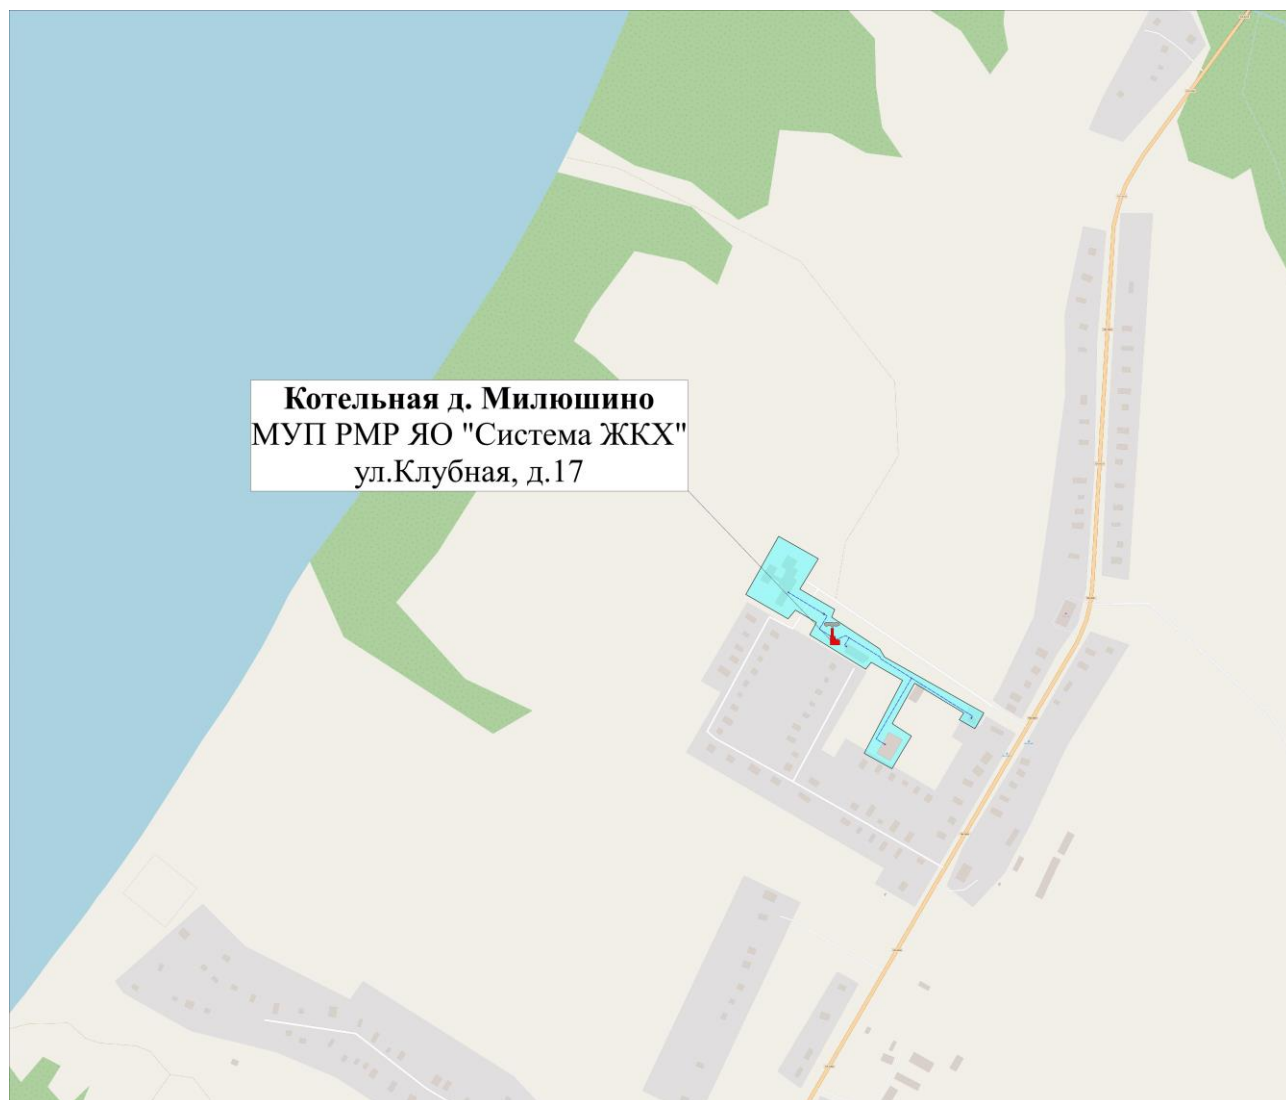 Котельная д. Милюшино
МУП РМР ЯО "Система ЖКХ"
ул.Клубная, д.17